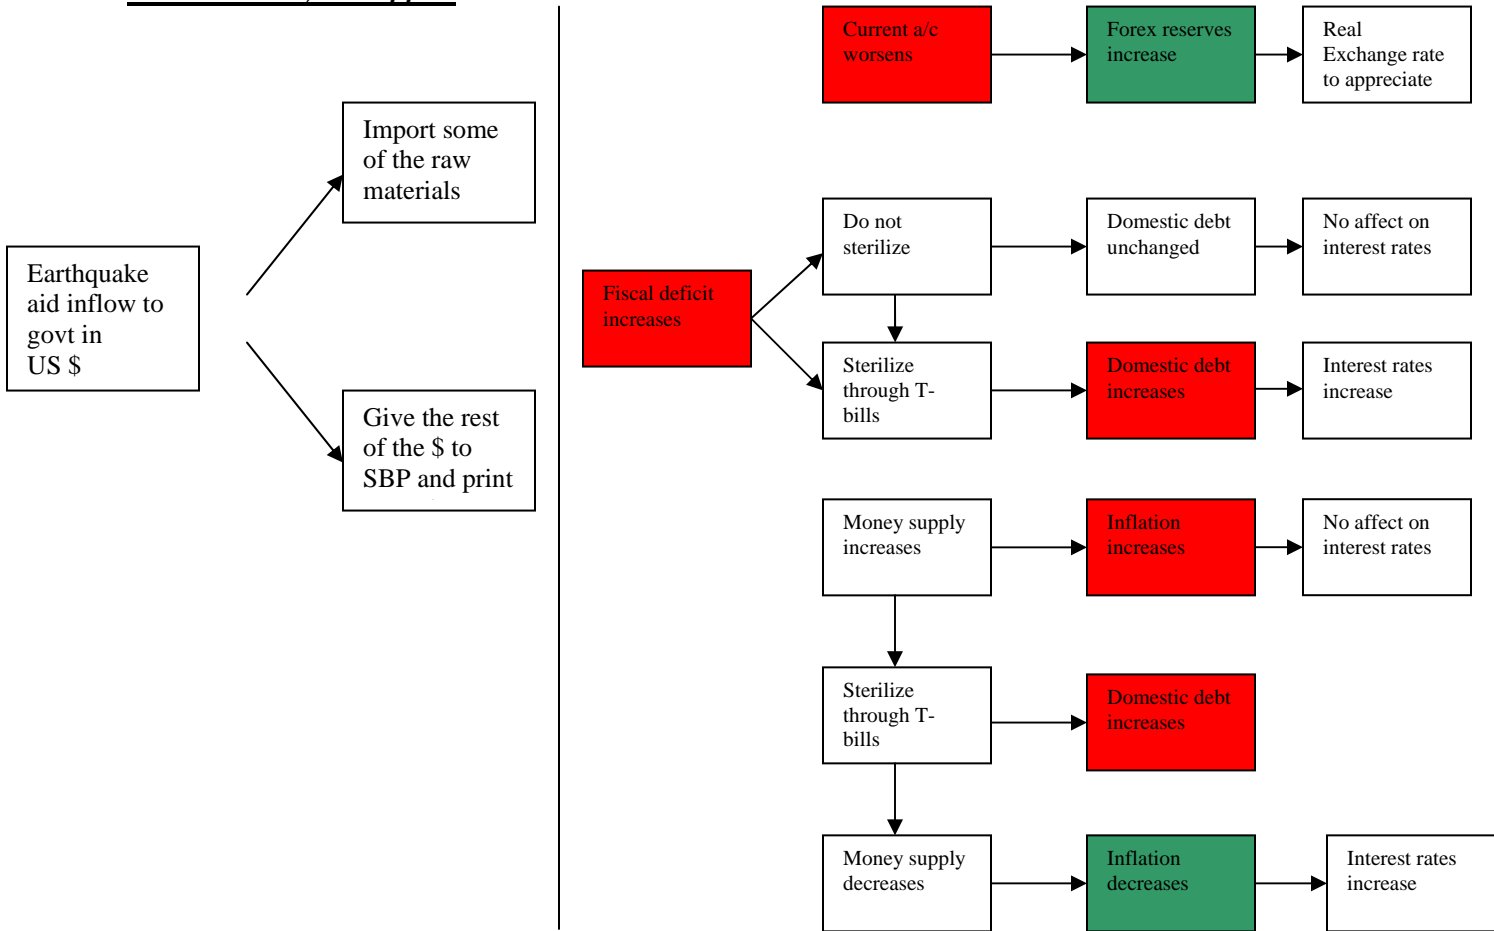 Current a/c
worsens
Forex reserves
increase
Real
Exchange rate
to appreciate
Import some
of the raw
materials
Earthquake
aid inflow to
govt in
US $
Give the rest
of the $ to
SBP and print
Fiscal deficit
increases
Do not
sterilize
Domestic debt
unchanged
No affect on
interest rates
Sterilize
through T-
bills
Domestic debt
increases
Interest rates
increase
Money supply
increases
Inflation
increases
No affect on
interest rates
Sterilize
through T-
bills
Domestic debt
increases
Money supply
decreases
Inflation
decreases
Interest rates
increase